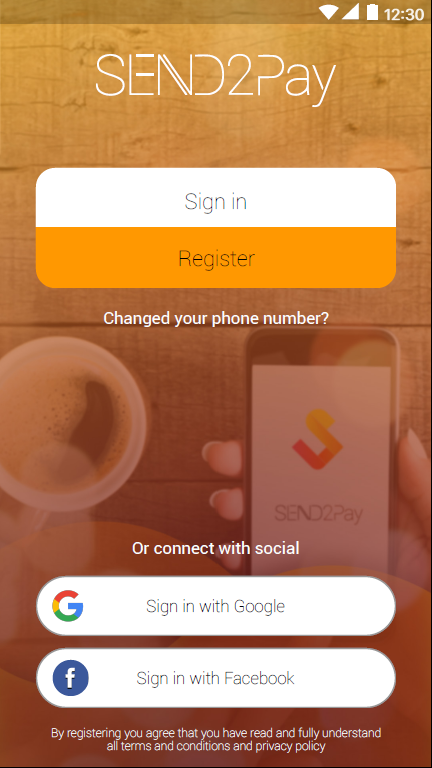 12:30
SEND2Pay
Sign in
Register
Changed your phone number?
SEND2Pay
Or connect with social
G
Sign in with Google
f
Sign in with Facebook
By registering you agree that you have read and fully understand
all terms and conditions and privacy policy